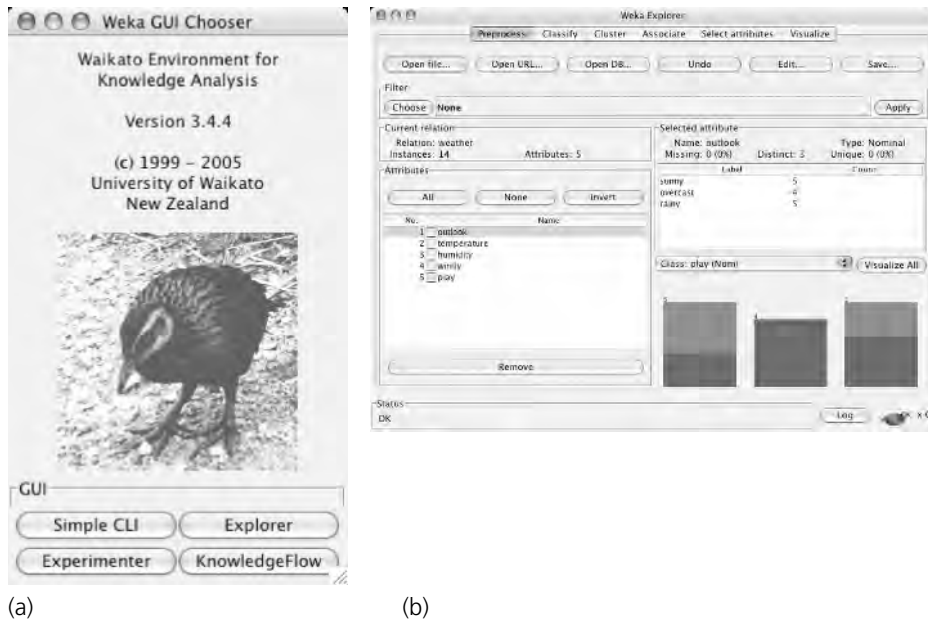 Weka GUI Chooser
Waikato Environment for
Knowledge Analysis
Version 3.4.4
(c) 1999 – 2005
University of Waikato
New Zealand
GUI
Simple CLI Explorer
Experimenter KnowledgeFlow
(a)
Weka Explorer
Preprocess Classify Cluster Associate Select attributes Visualize
Open file... Open URL... Open DB... Undo Edit... Save...
Filter
Choose None Apply
Current relation
Relation: weather
Instances: 14 Attributes: 5
Attributes
All None Invert
No. Name
1 outlook
2 temperature
3 humidity
4 windy
5 play
Remove
Selected attribute
Name: outlook Type: Nominal
Missing: 0 (0%) Distinct: 3 Unique: 0 (0%)
Label Count
sunny 5
overcast 4
rainy 5
Class: play (Nom) Visualize All
5 4 5
Status
OK Log x 0
(b)